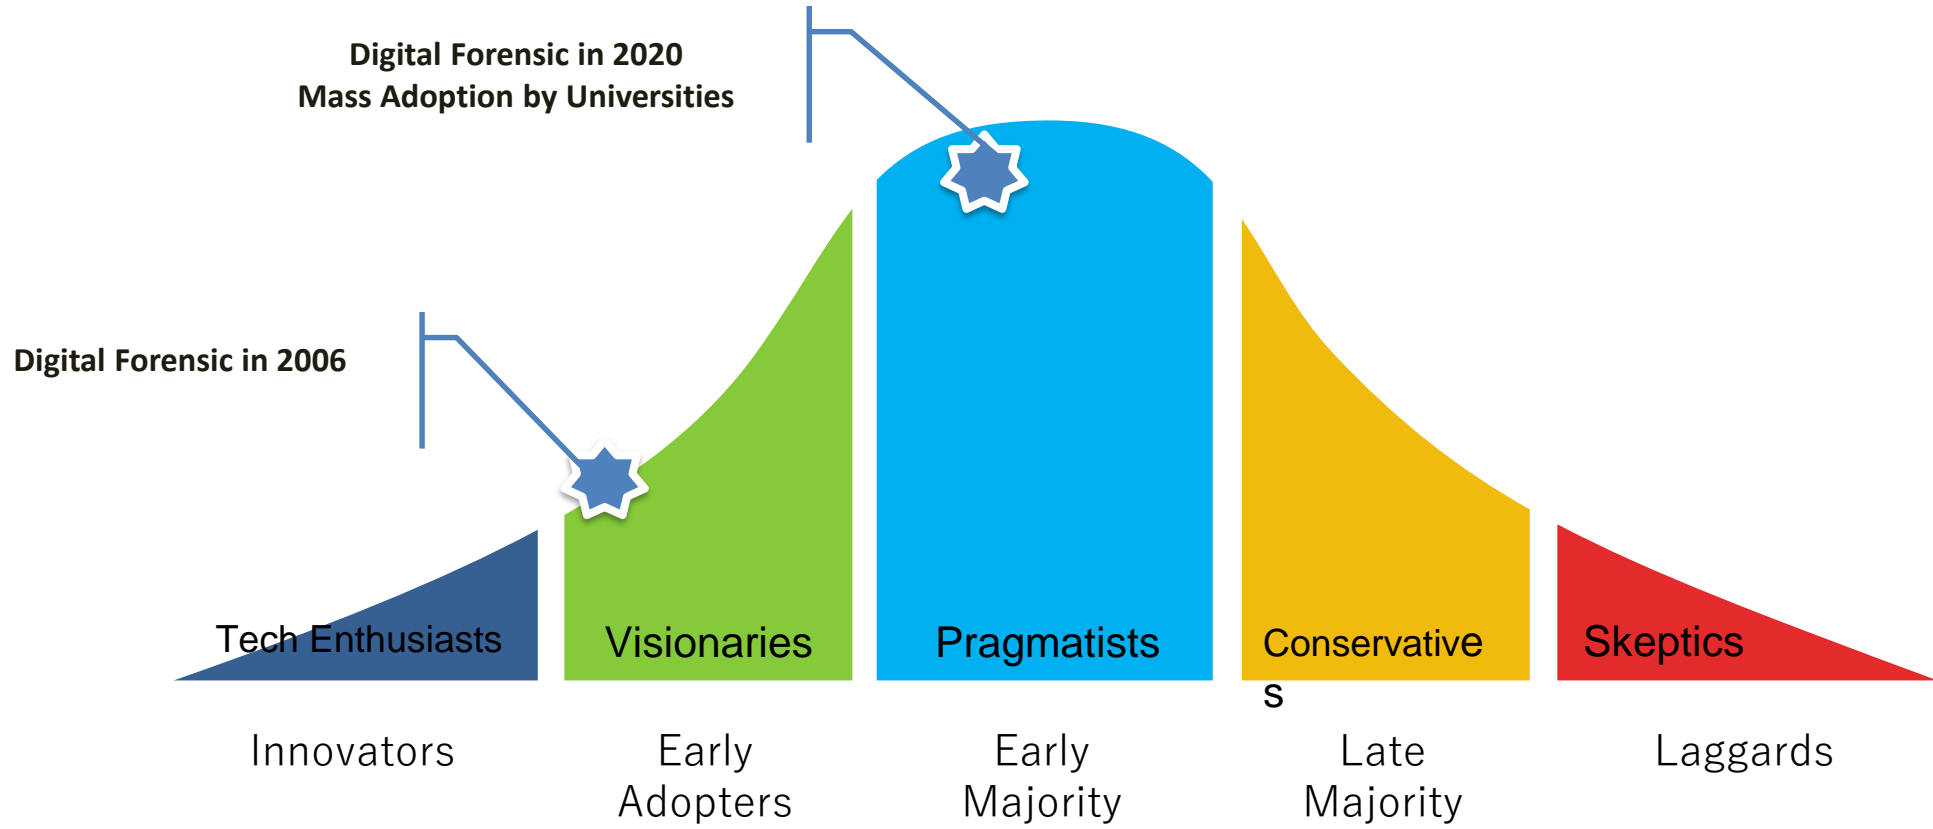 Digital Forensic in 2020
Mass Adoption by Universities
Digital Forensic in 2006
Tech Enthusiasts
Visionaries
Pragmatists
Conservative
s
Skeptics
Innovators
Early
Adopters
Early
Majority
Late
Majority
Laggards